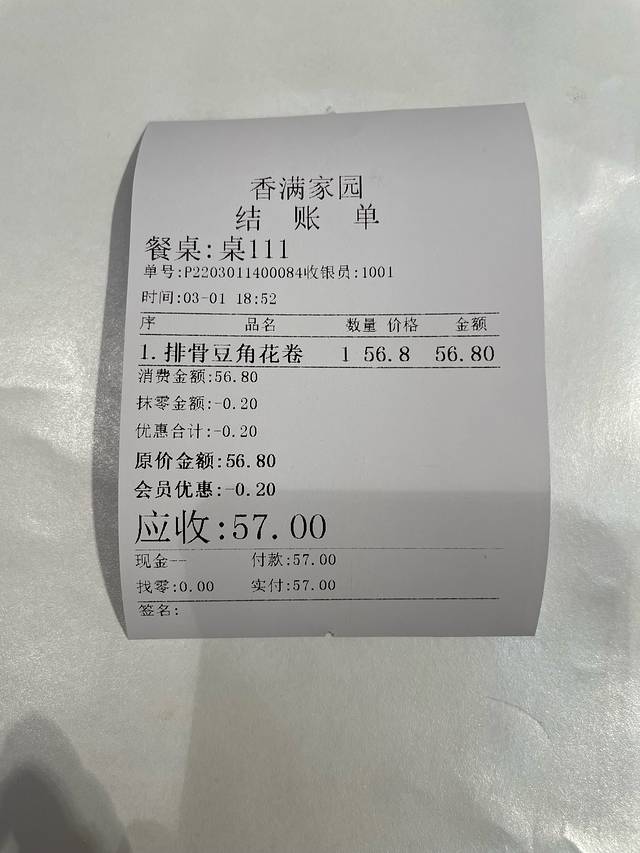 香满家园
结 账 单
餐桌:桌111
单号:P2203011400084收银员:1001
时间:03-01 18:52
序 品名 数量 价格 金额
1.排骨豆角花卷 1 56.8 56.80
消费金额:56.80
抹零金额:-0.20
优惠合计:-0.20
原价金额:56.80
会员优惠:-0.20
应收:57.00
现金-- 付款:57.00
找零:0.00 实付:57.00
签名: